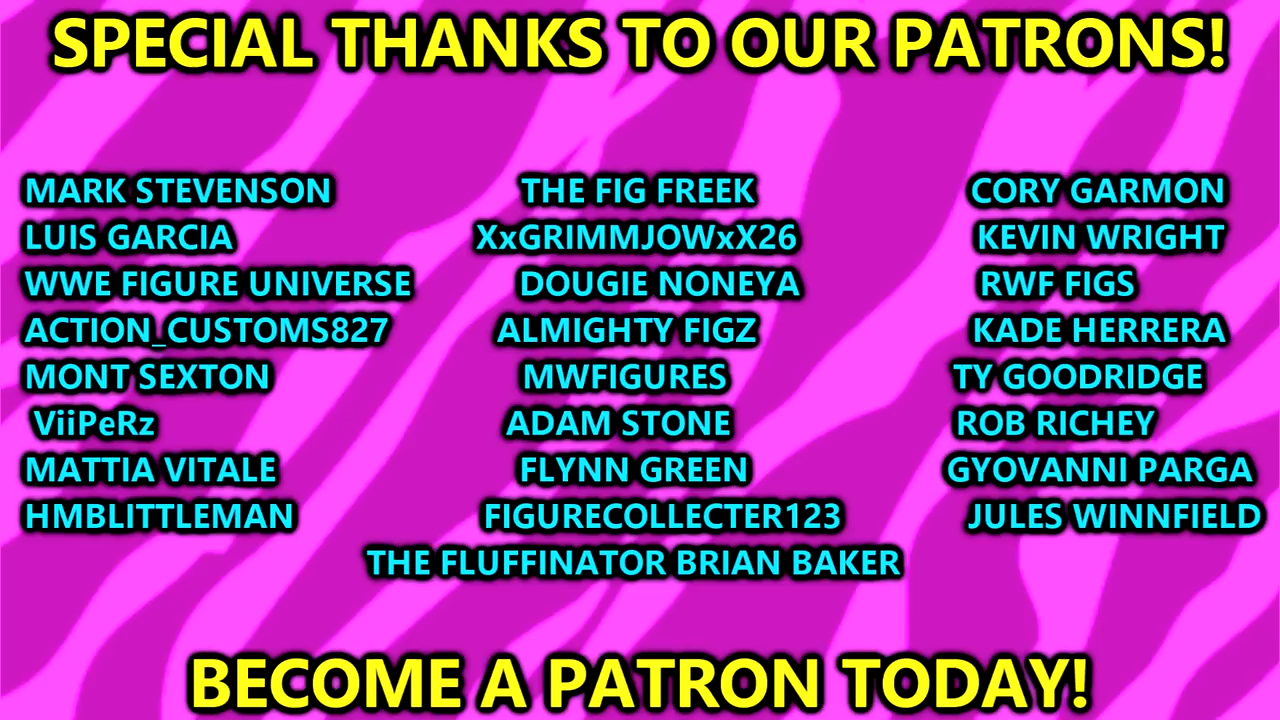 SPECIAL THANKS TO OUR PATRONS!
MARK STEVENSON THE FIG FREEK CORY GARMON
LUIS GARCIA XxGRIMMJOWxX26 KEVIN WRIGHT
WWE FIGURE UNIVERSE DOUGIE NONEYA RWF FIGS
ACTION_CUSTOMS827 ALMIGHTY FIGZ KADE HERRERA
MONT SEXTON MWFIGURES TY GOODRIDGE
ViiPeRz ADAM STONE ROB RICHEY
MATTIA VITALE FLYNN GREEN GYOVANNI PARGA
HMBLITTLEMAN FIGURECOLLECTER123 JULES WINNFIELD
THE FLUFFINATOR BRIAN BAKER
BECOME A PATRON TODAY!